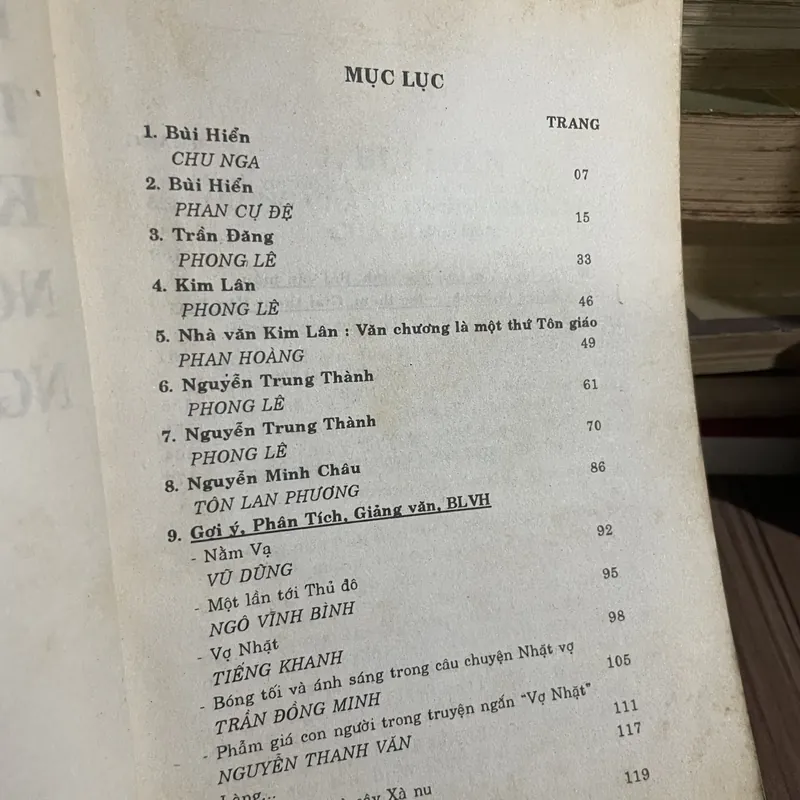 MỤC LỤC
TRANG
1. Bùi Hiển
CHU NGA 07
2. Bùi Hiển
PHAN CỰ ĐỆ 15
3. Trần Đăng
PHONG LÊ 33
4. Kim Lân
PHONG LÊ 46
5. Nhà văn Kim Lân : Văn chương là một thứ Tôn giáo
PHAN HOÀNG 49
6. Nguyễn Trung Thành
PHONG LÊ 61
7. Nguyễn Trung Thành
PHONG LÊ 70
8. Nguyễn Minh Châu
TÔN LAN PHƯƠNG 86
9. Gợi ý, Phân Tích, Giảng văn, BLVH
- Nằm Vạ 92
VŨ DŨNG
- Một lần tới Thủ đô 95
NGÔ VĨNH BÌNH
- Vợ Nhặt 98
TIẾNG KHANH
- Bóng tối và ánh sáng trong câu chuyện Nhặt vợ 105
TRẦN ĐỒNG MINH
- Phẩm giá con người trong truyện ngắn “Vợ Nhặt” 111
NGUYỄN THANH VĂN 117
Làng...
Xà nu 119